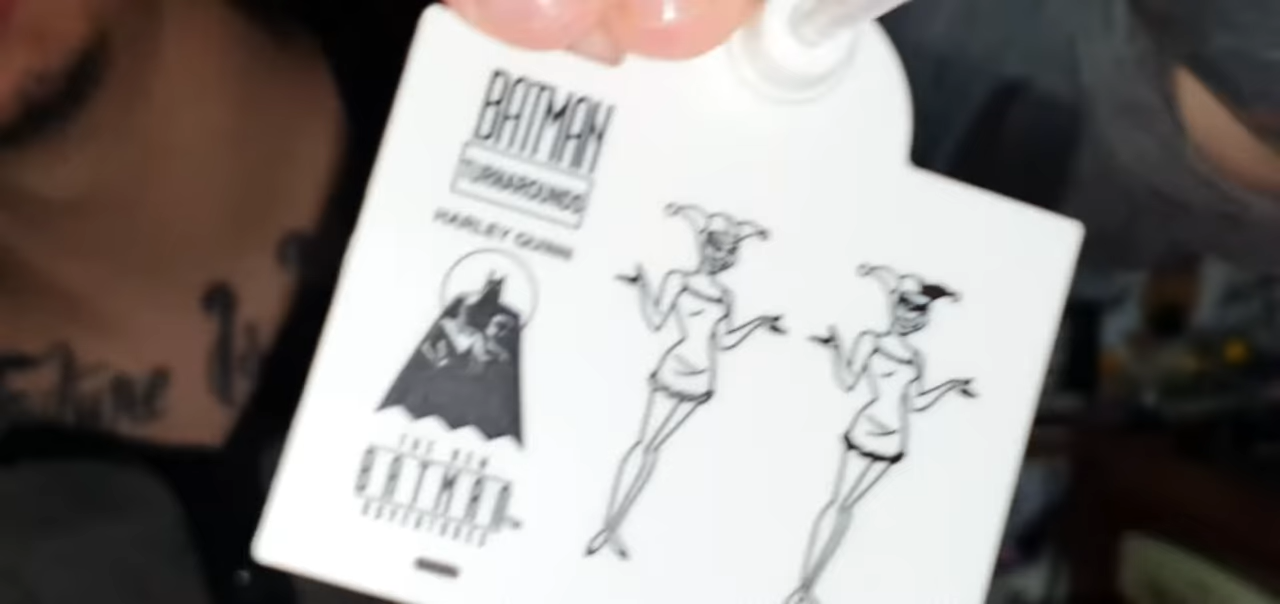 BATMAN
TURNAROUNDS
HARLEY QUINN
THE NEW
BATMAN
ADVENTURES